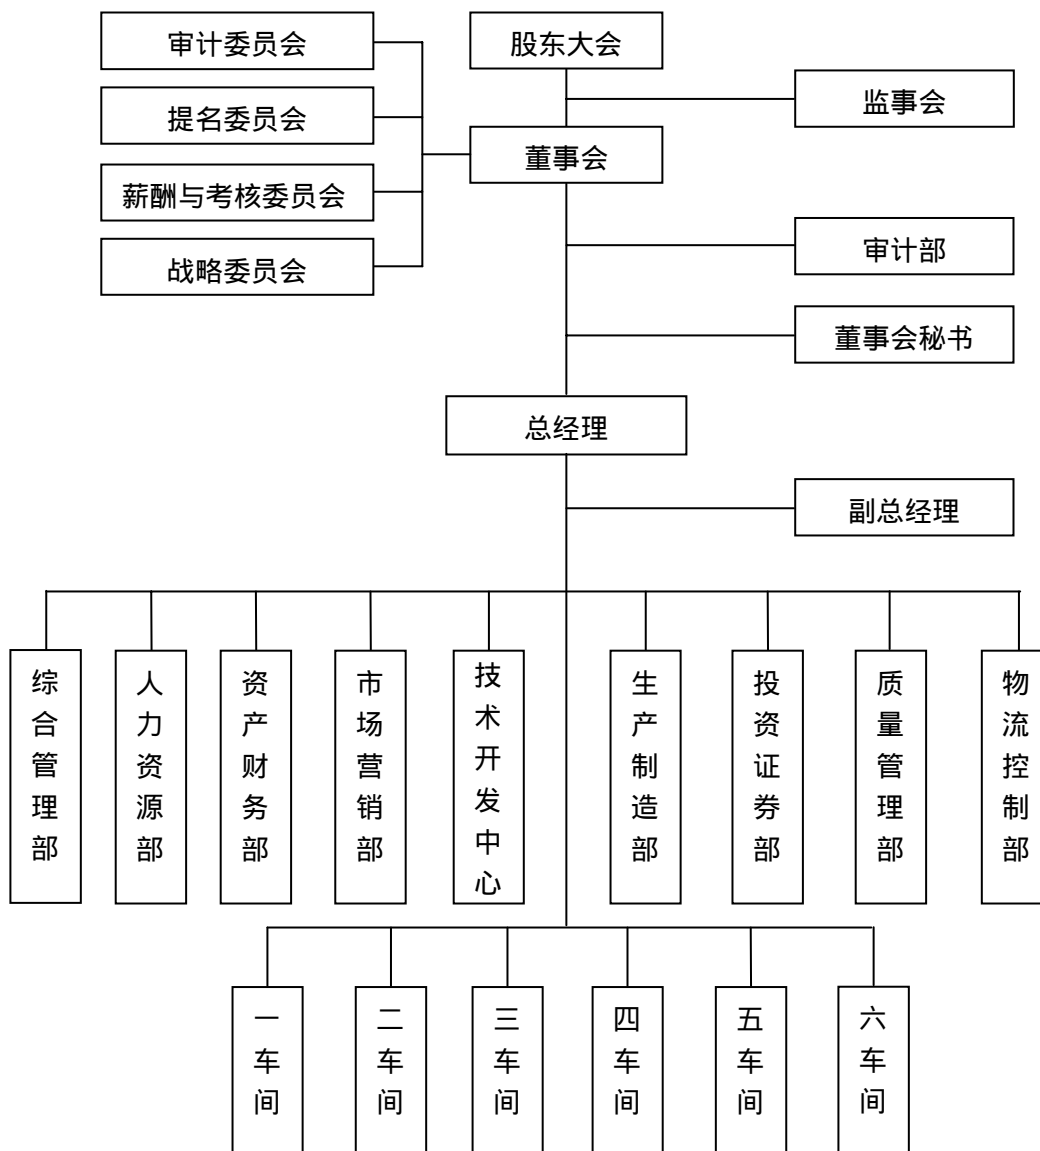 审计委员会
股东大会
监事会
提名委员会
董事会
薪酬与考核委员会
战略委员会
审计部
董事会秘书
总经理
副总经理
综合管理部
人力资源部
资产财务部
市场营销部
技术开发中心
生产制造部
投资证券部
质量管理部
物流控制部
一车间
二车间
三车间
四车间
五车间
六车间